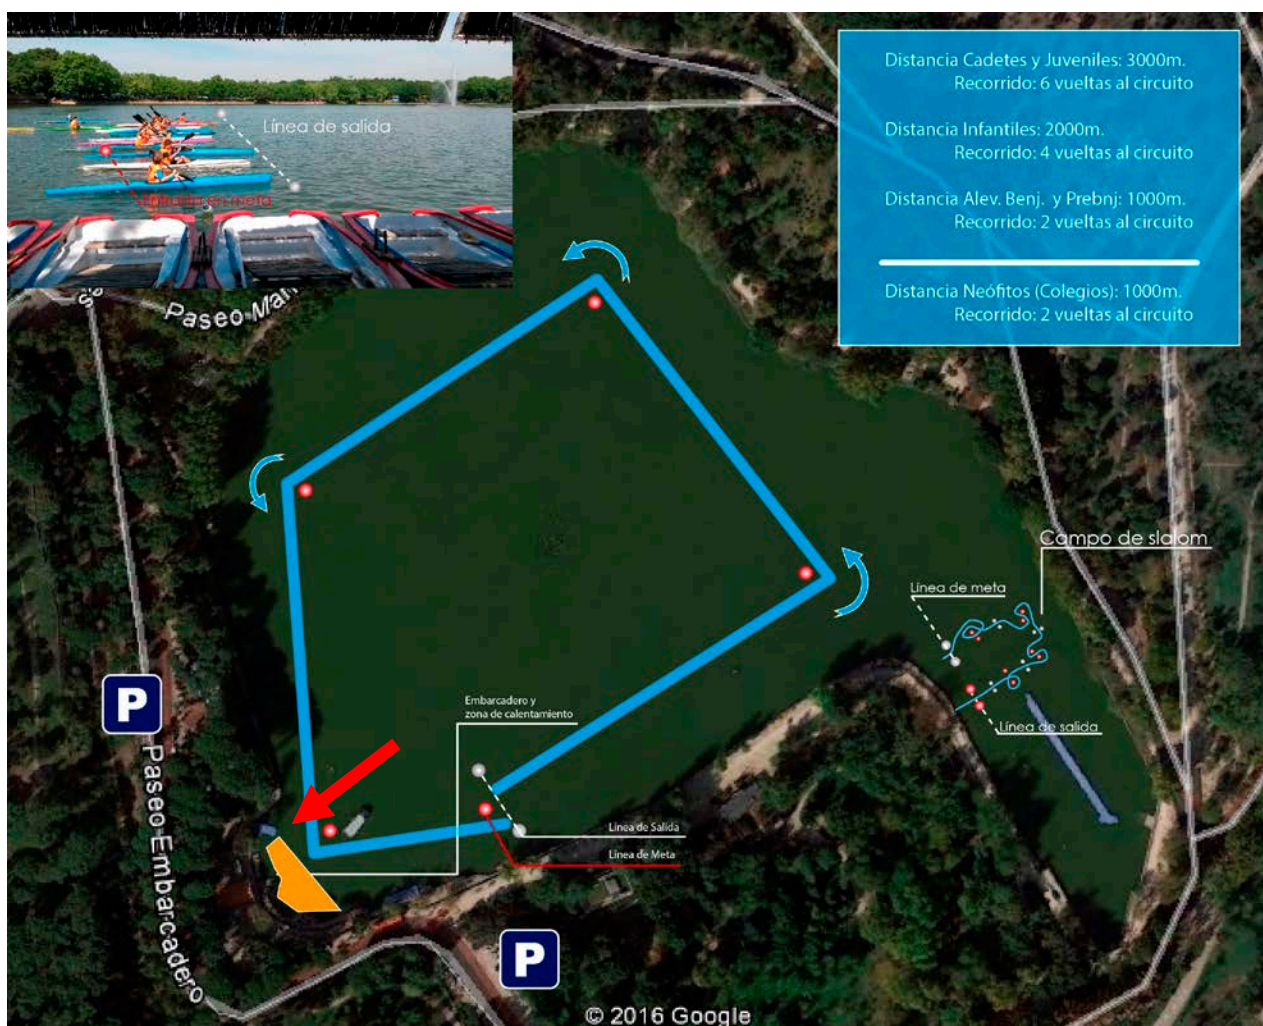 Línea de salida
Entrada en meta
Distancia Cadetes y Juveniles: 3000m.
Recorrido: 6 vueltas al circuito
Distancia Infantiles: 2000m.
Recorrido: 4 vueltas al circuito
Distancia Alev. Benj. y Prebnj: 1000m.
Recorrido: 2 vueltas al circuito
Distancia Neófitos (Colegios): 1000m.
Recorrido: 2 vueltas al circuito
Paseo
Campo de slalom
Línea de meta
Línea de salida
Embarcadero y
zona de calentamiento
P
Paseo Embarcadero
Línea de Salida
Línea de Meta
P
© 2016 Google